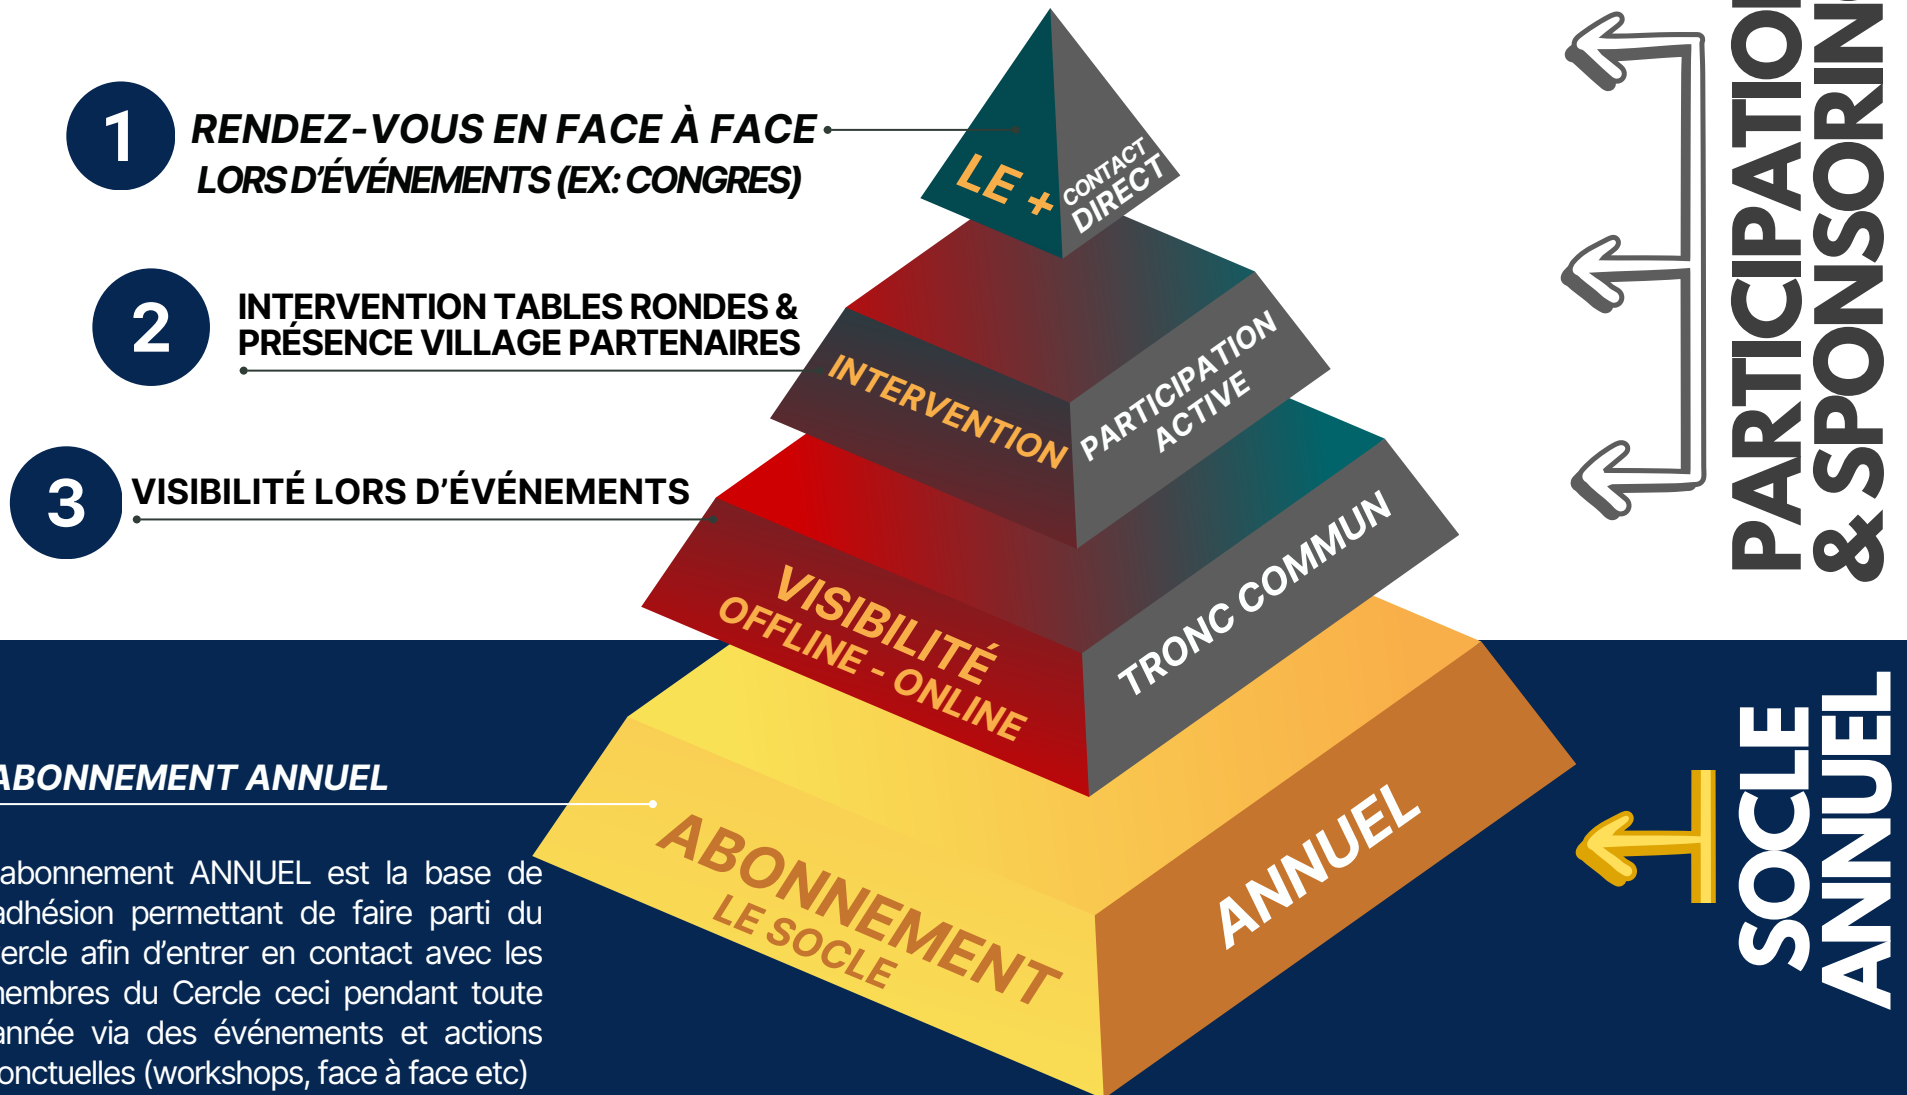 1
RENDEZ-VOUS EN FACE À FACE
LORS D'ÉVÉNEMENTS (EX: CONGRES)
LE +
CONTACT
DIRECT
2
INTERVENTION TABLES RONDES &
PRÉSENCE VILLAGE PARTENAIRES
INTERVENTION
PARTICIPATION
ACTIVE
3
VISIBILITÉ LORS D'ÉVÉNEMENTS
VISIBILITÉ
OFFLINE - ONLINE
TRONC COMMUN
PARTICIPATION
& SPONSORING
ABONNEMENT ANNUEL
abonnement ANNUEL est la base de
adhésion permettant de faire parti du
ercle afin d'entrer en contact avec les
membres du Cercle ceci pendant toute
année via des événements et actions
onctuelles (workshops, face à face etc)
ABONNEMENT
LE SOCLE
ANNUEL
SOCLE
ANNUEL